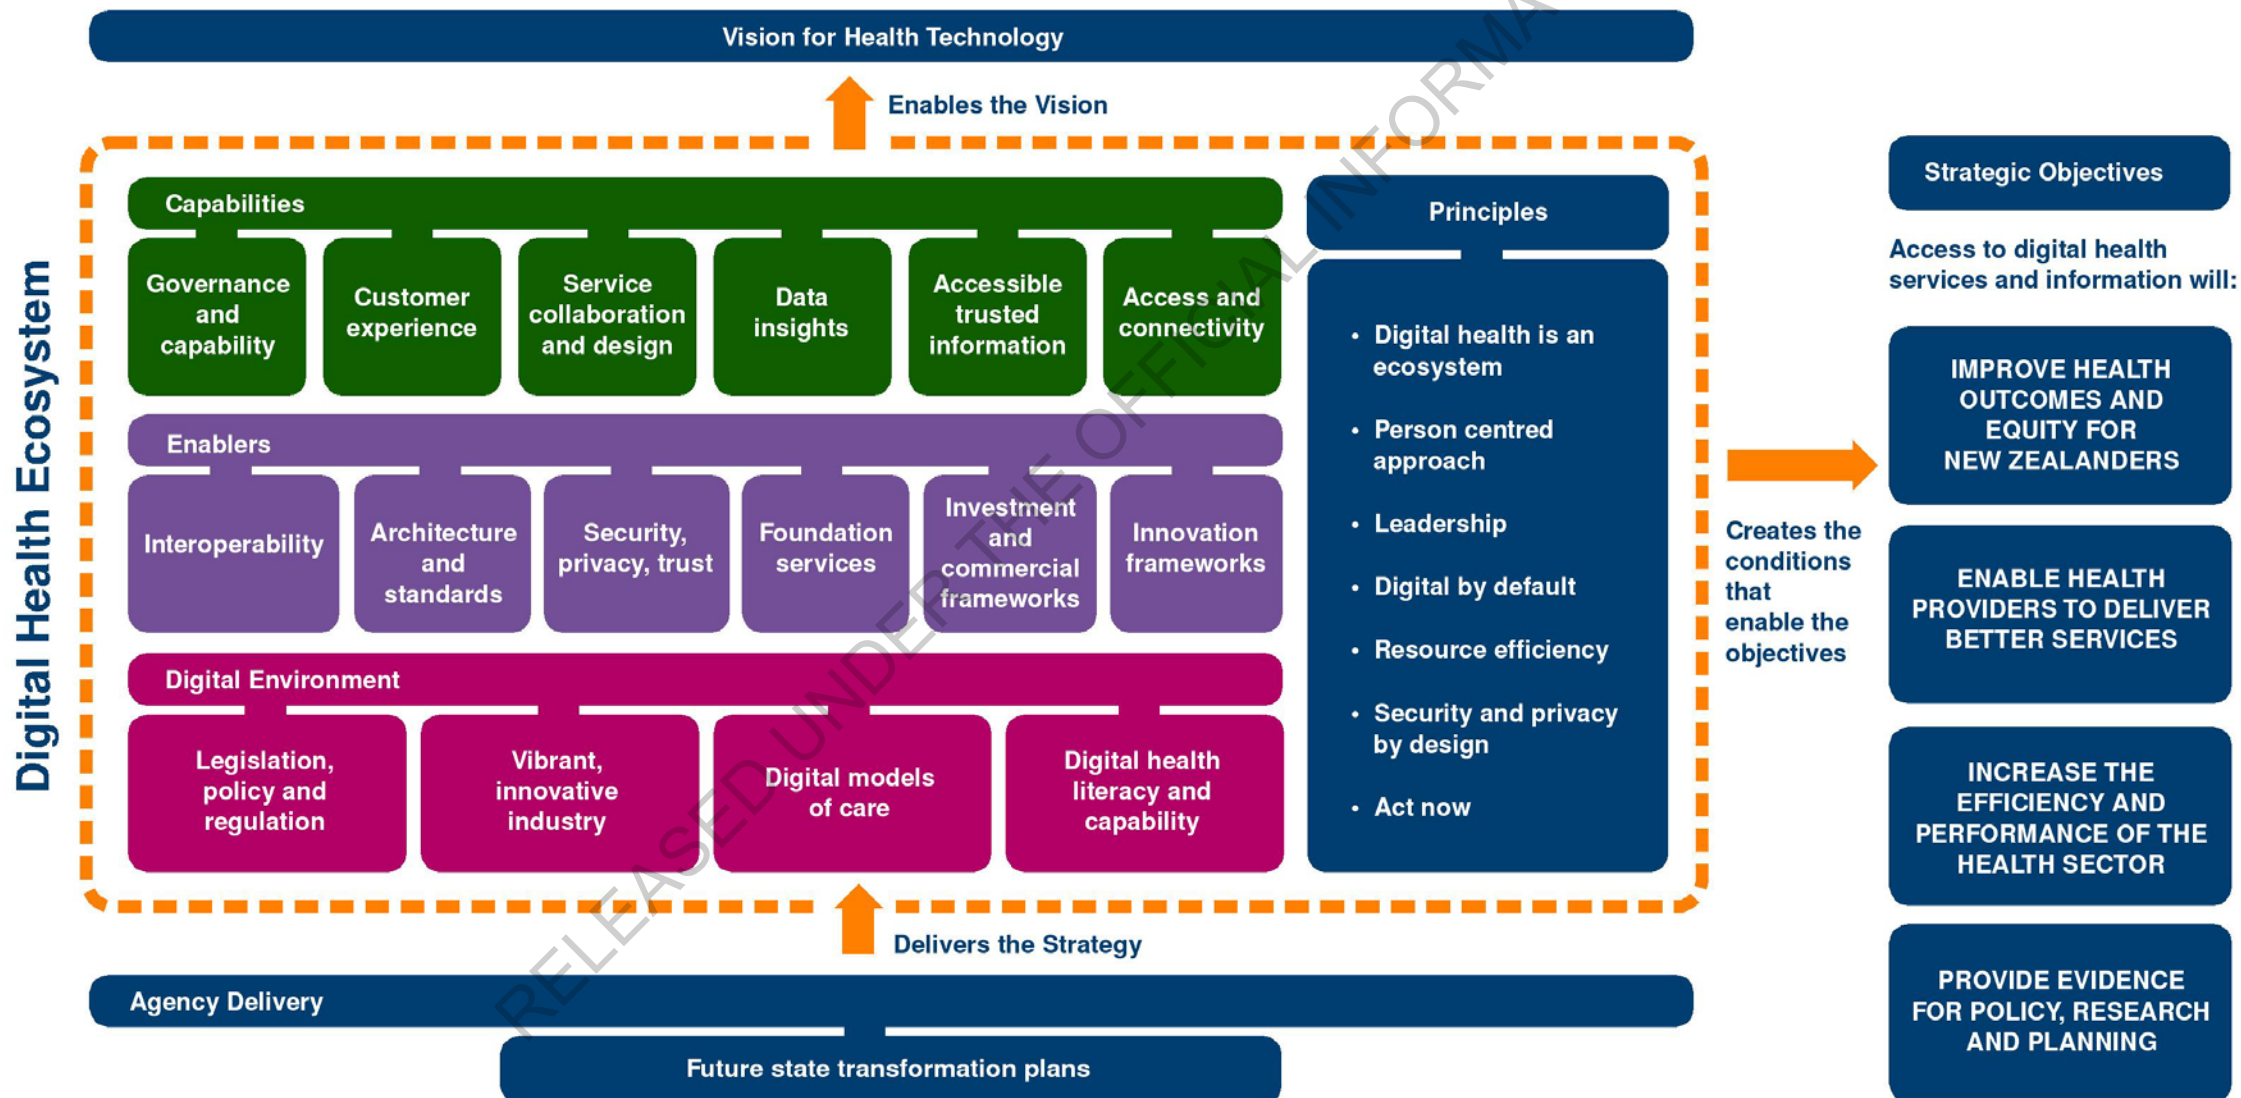 Vision for Health Technology
Enables the Vision
Digital Health Ecosystem
Capabilities
Governance
and
capability
Customer
experience
Service
collaboration
and design
Data
insights
Accessible
trusted
information
Access and
connectivity
Enablers
Interoperability
Architecture
and
standards
Security,
privacy, trust
Foundation
services
Investment
and
commercial
frameworks
Innovation
frameworks
Digital Environment
Legislation,
policy and
regulation
Vibrant,
innovative
industry
Digital models
of care
Digital health
literacy and
capability
Principles
• Digital health is an
ecosystem
• Person centred
approach
• Leadership
• Digital by default
• Resource efficiency
• Security and privacy
by design
• Act now
Creates the
conditions
that
enable the
objectives
Strategic Objectives
Access to digital health
services and information will:
IMPROVE HEALTH
OUTCOMES AND
EQUITY FOR
NEW ZEALANDERS
ENABLE HEALTH
PROVIDERS TO DELIVER
BETTER SERVICES
INCREASE THE
EFFICIENCY AND
PERFORMANCE OF THE
HEALTH SECTOR
PROVIDE EVIDENCE
FOR POLICY, RESEARCH
AND PLANNING
Delivers the Strategy
Agency Delivery
Future state transformation plans
RELEASED UNDER THE OFFICIAL